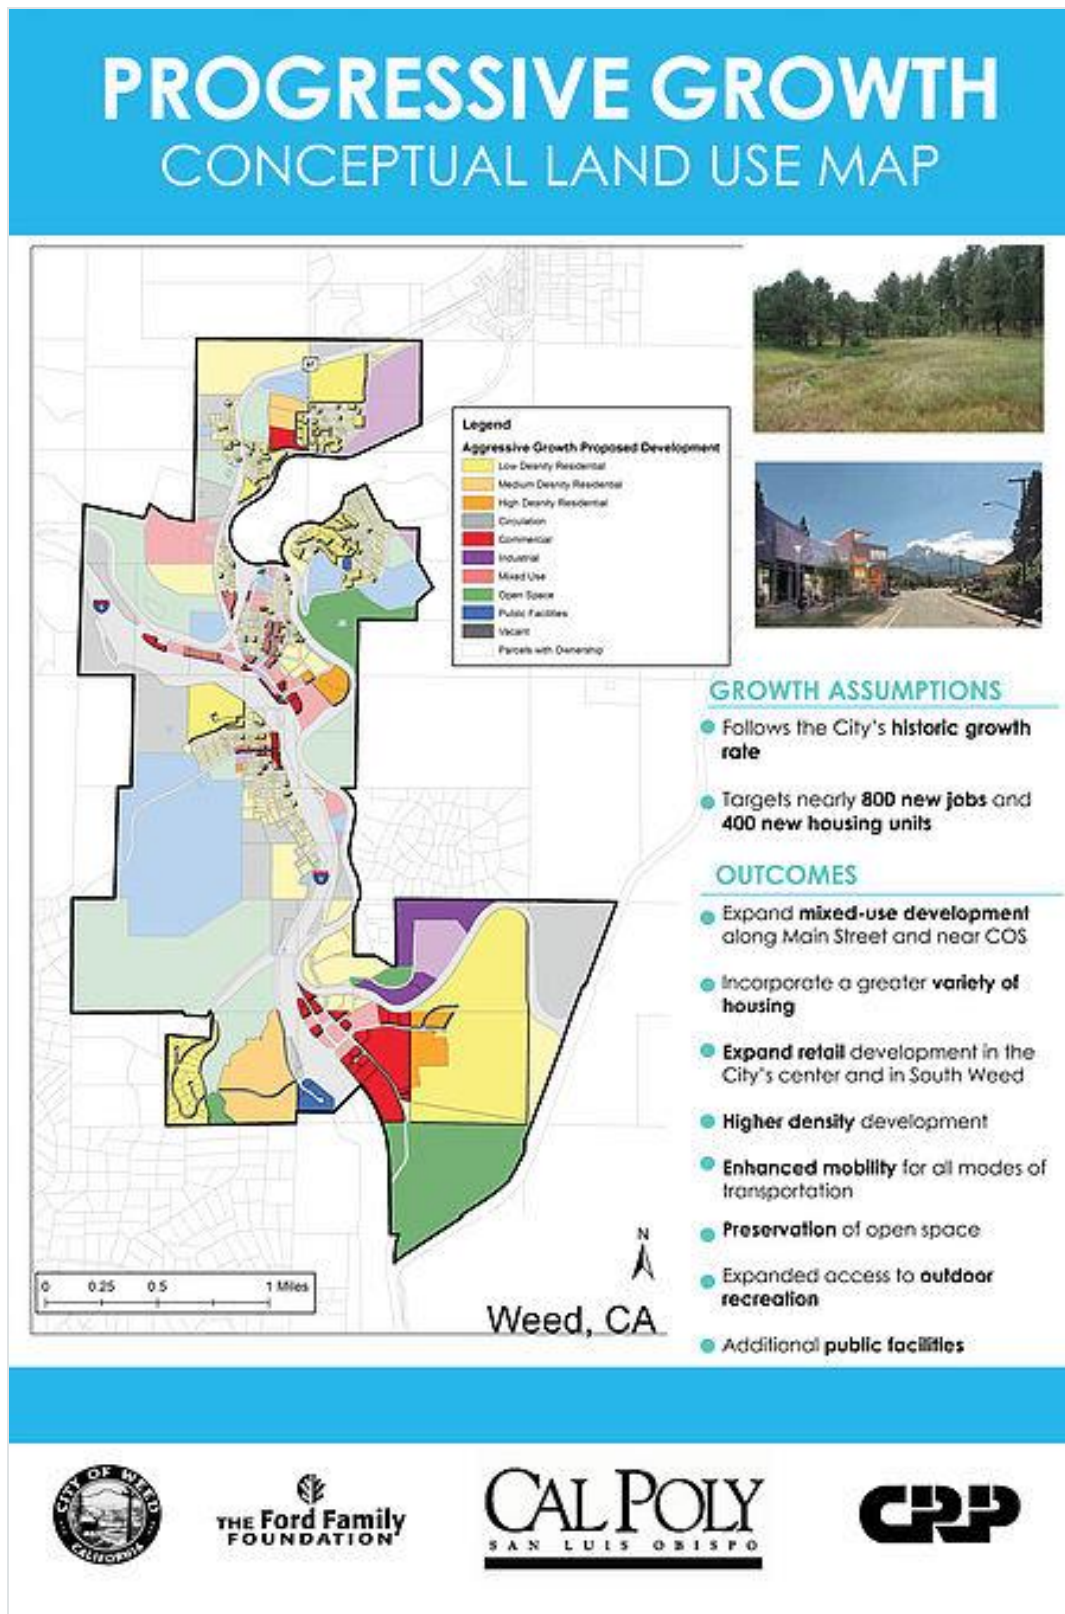 PROGRESSIVE GROWTH
CONCEPTUAL LAND USE MAP
Legend
Aggressive Growth Proposed Development
Low Desnity Residential
Medium Desnity Residential
High Desnity Residential
Circulation
Commercial
Industrial
Mixed Use
Open Space
Public Facilities
Vacant
Parcels with Ownership
0 0.25 0.5 1 Miles
N
Weed, CA
GROWTH ASSUMPTIONS
Follows the City's historic growth
rate
Targets nearly 800 new jobs and
400 new housing units
OUTCOMES
Expand mixed-use development
along Main Street and near COS
Incorporate a greater variety of
housing
Expand retail development in the
City's center and in South Weed
Higher density development
Enhanced mobility for all modes of
transportation
Preservation of open space
Expanded access to outdoor
recreation
Additional public facilities
CITY OF WEED
CALIFORNIA
THE Ford Family
FOUNDATION
CAL POLY
SAN LUIS OBISPO
CRP